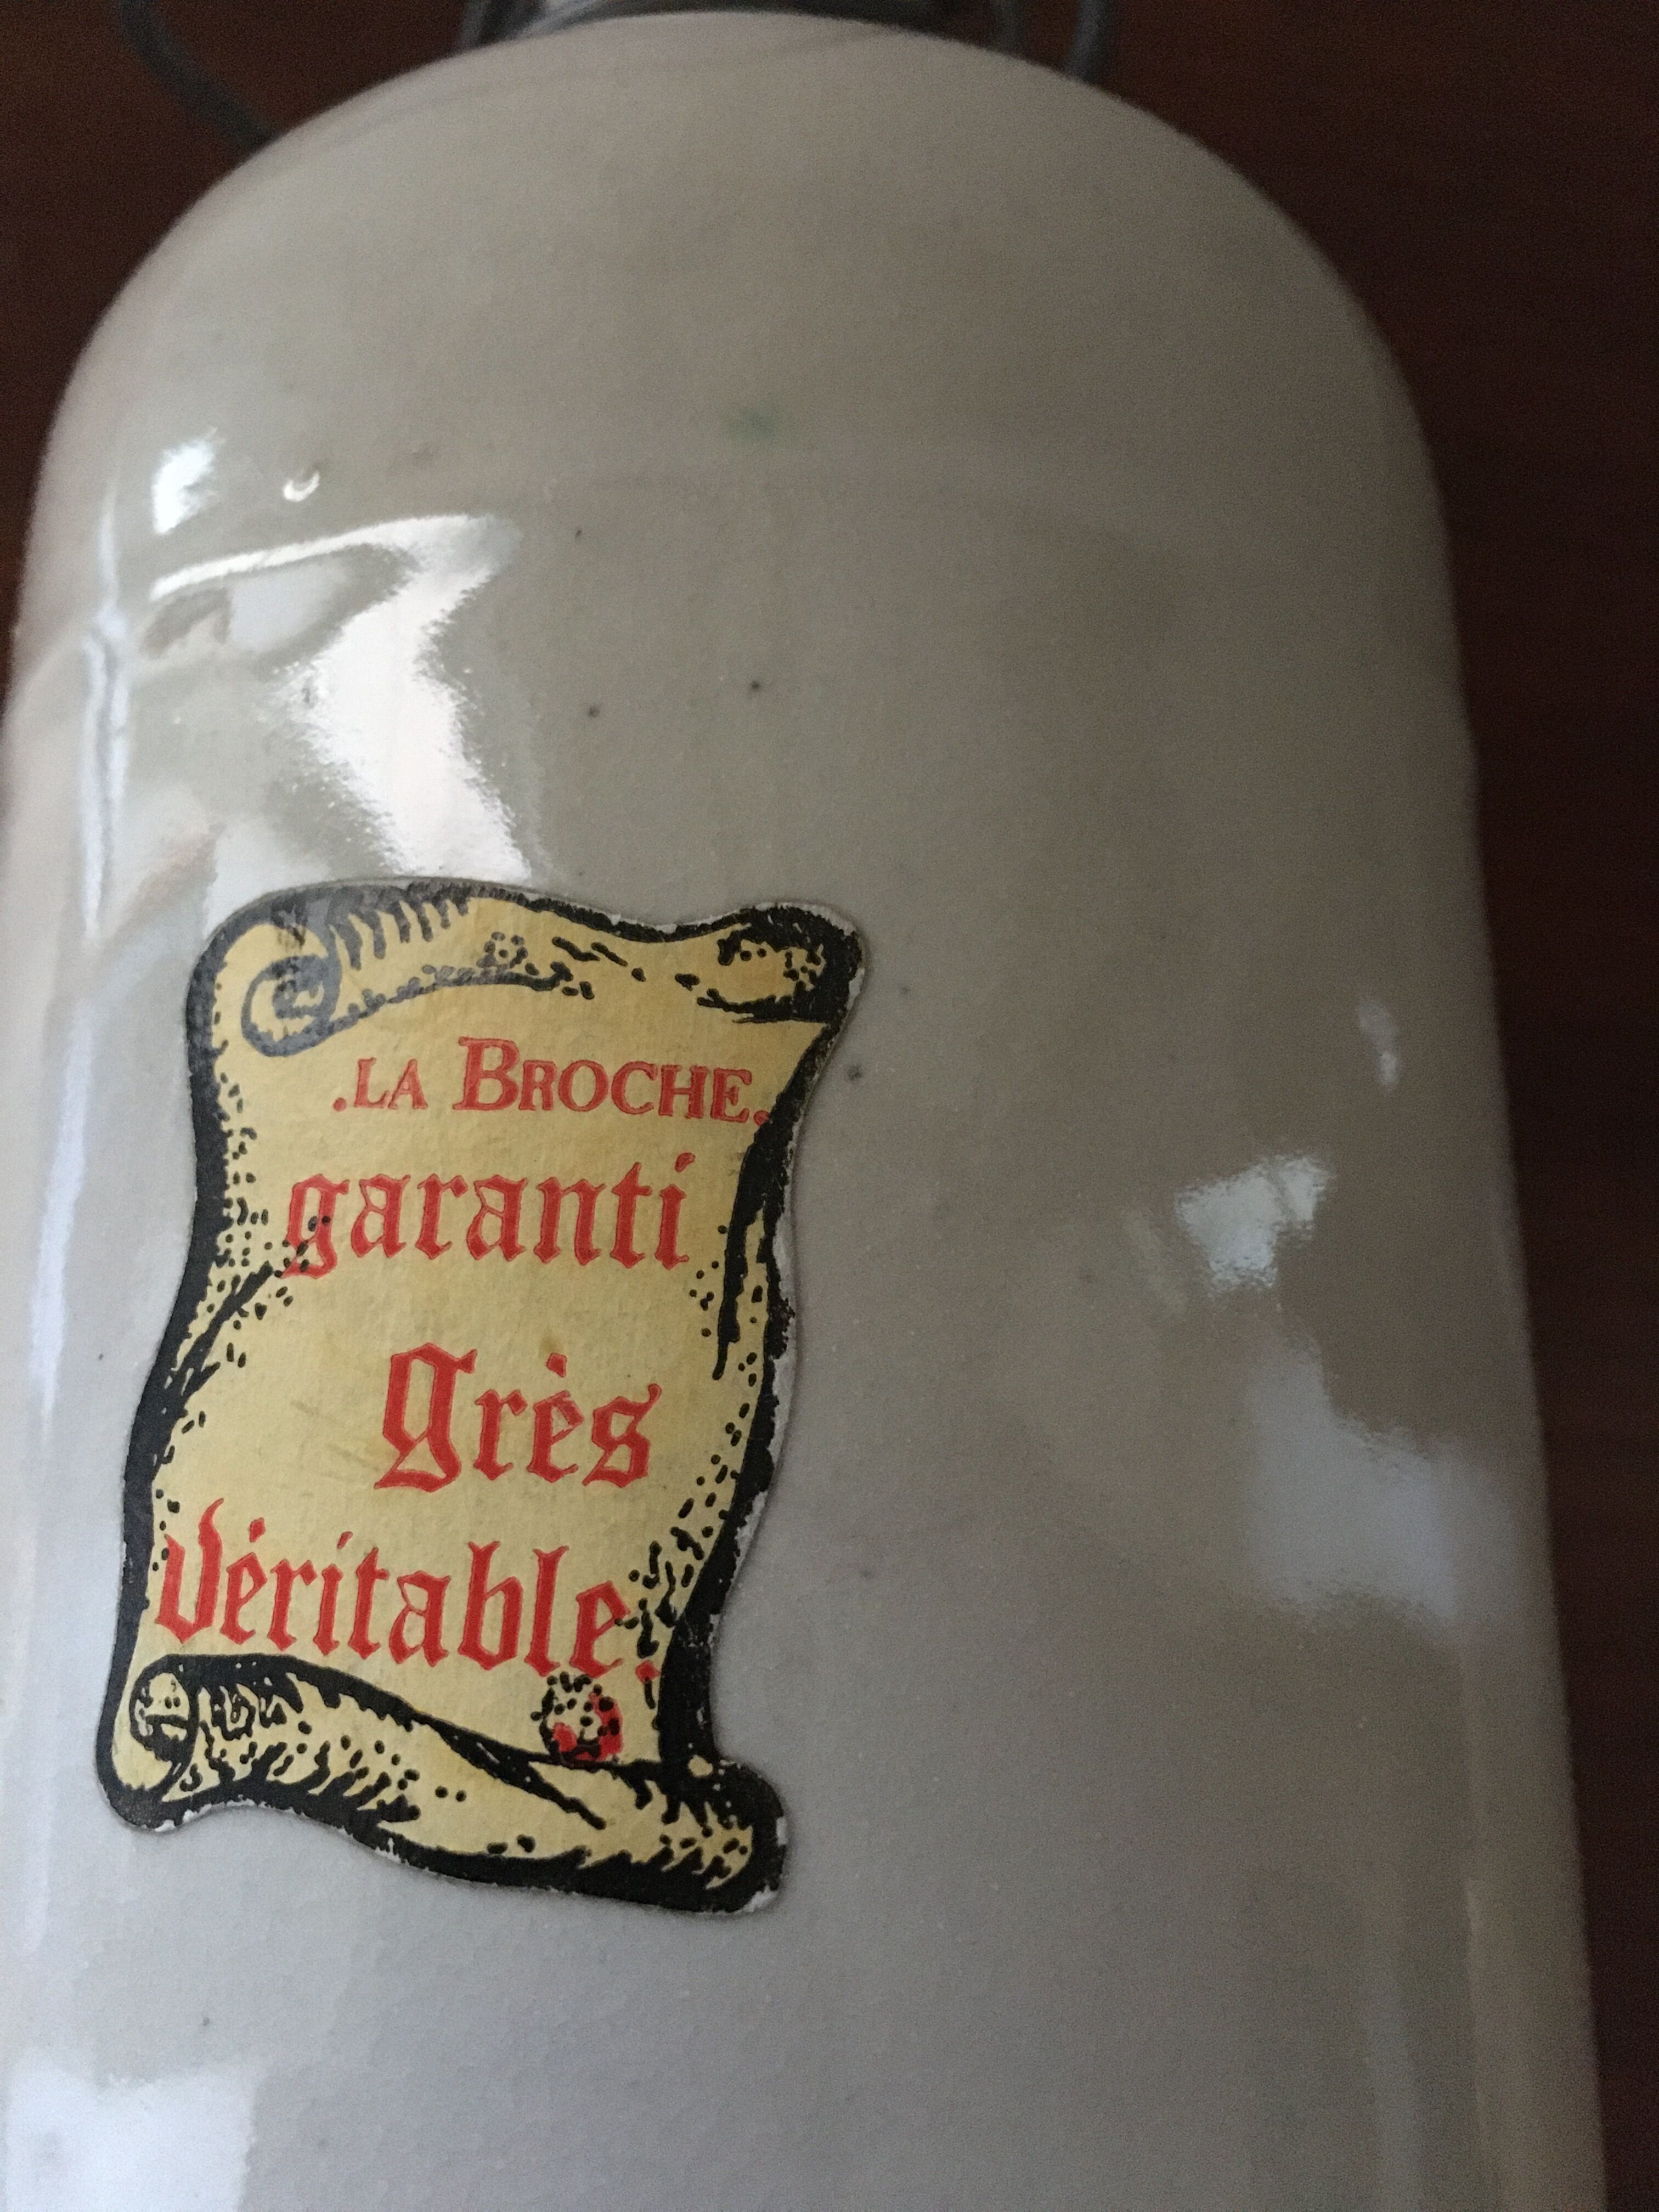 .LA BROCHE.
garanti
Grès
Véritable.